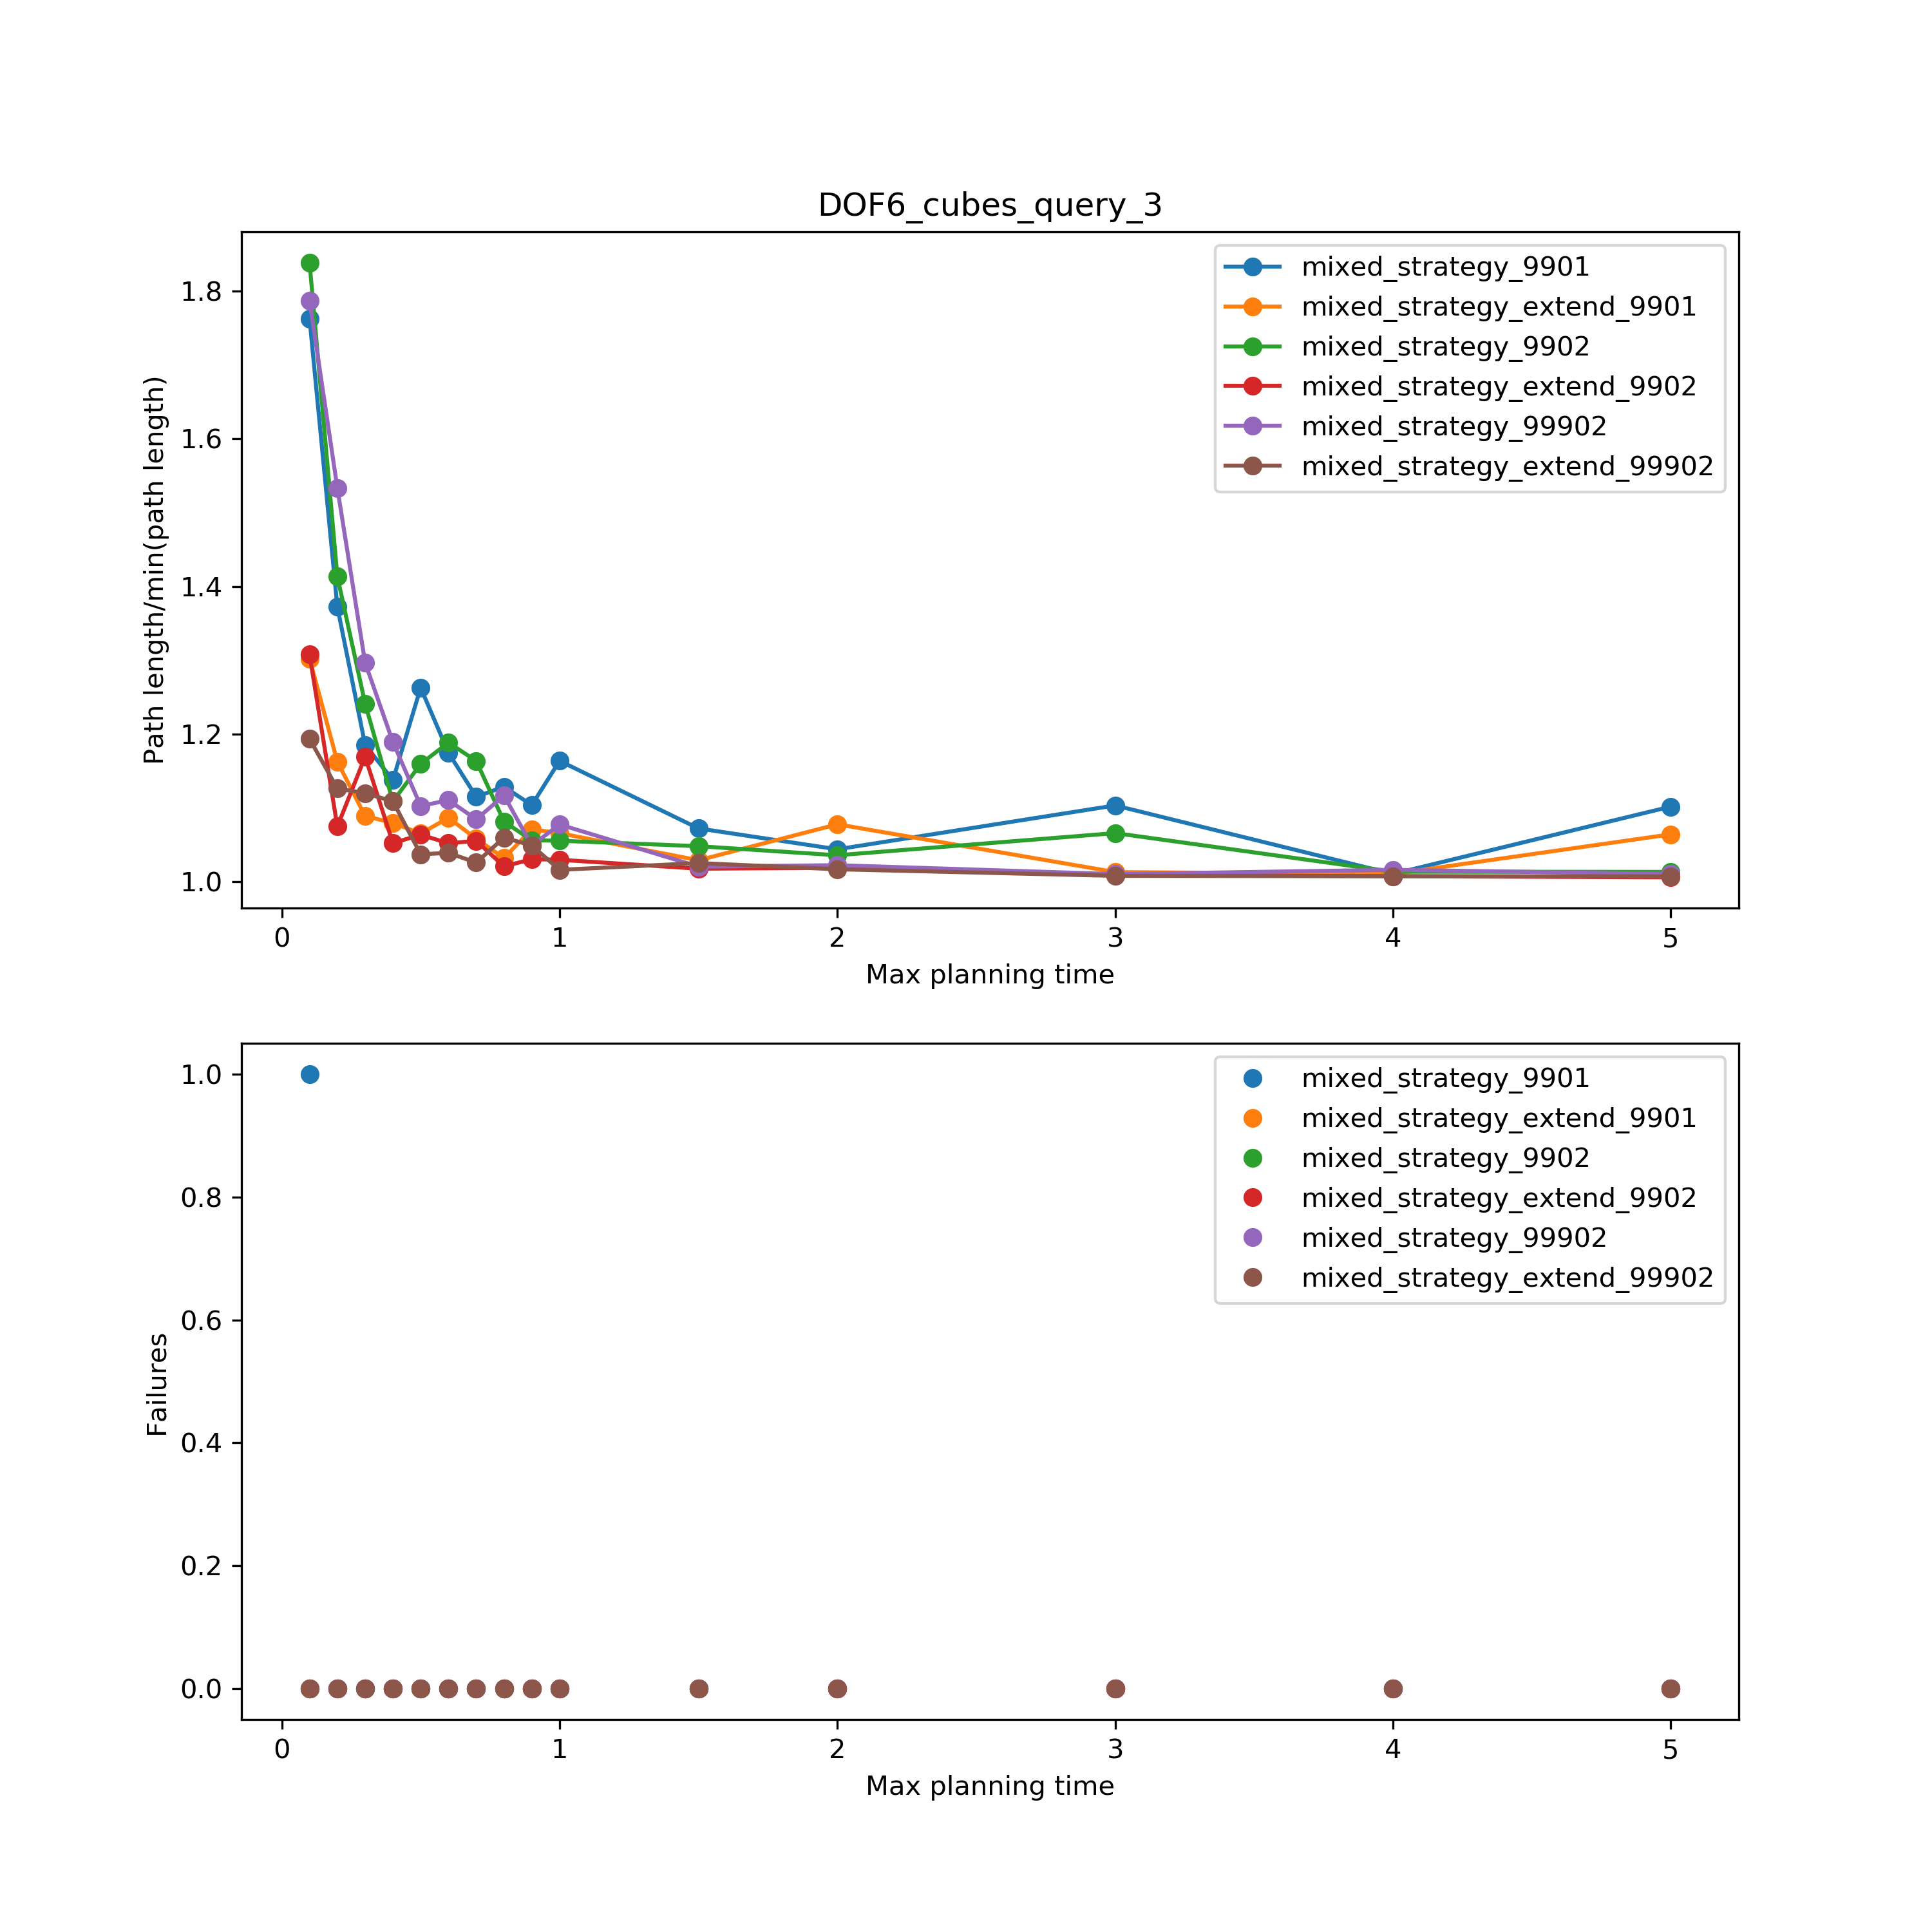 DOF6_cubes_query_3
Path length/min(path length)
1.8
1.6
1.4
1.2
1.0
mixed_strategy_9901
mixed_strategy_extend_9901
mixed_strategy_9902
mixed_strategy_extend_9902
mixed_strategy_99902
mixed_strategy_extend_99902
0 1 2 3 4 5
Max planning time
Failures
1.0
0.8
0.6
0.4
0.2
0.0
mixed_strategy_9901
mixed_strategy_extend_9901
mixed_strategy_9902
mixed_strategy_extend_9902
mixed_strategy_99902
mixed_strategy_extend_99902
0 1 2 3 4 5
Max planning time